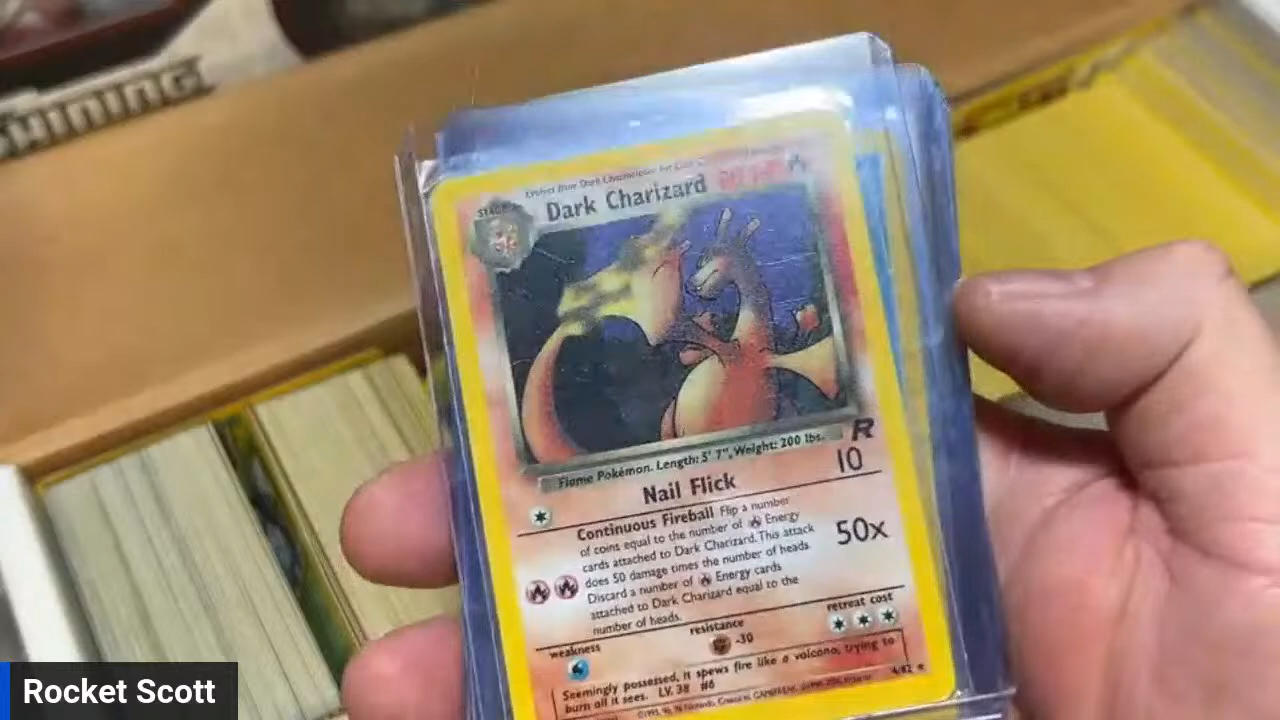 SHINING
Evolves from Dark Charmeleon
STAGE 2
Dark Charizard
Flame Pokémon. Length: 5' 7", Weight: 200 lbs.
R
Nail Flick
10
Continuous Fireball Flip a number
of coins equal to the number of Energy
cards attached to Dark Charizard. This attack
does 50 damage times the number of heads.
Discard a number of Energy cards
attached to Dark Charizard equal to the
number of heads.
50x
weakness
resistance
-30
retreat cost
Seemingly possessed, it spews fire like a volcano, trying to
burn all it sees. LV. 38 #6
4/82 ★
Rocket Scott